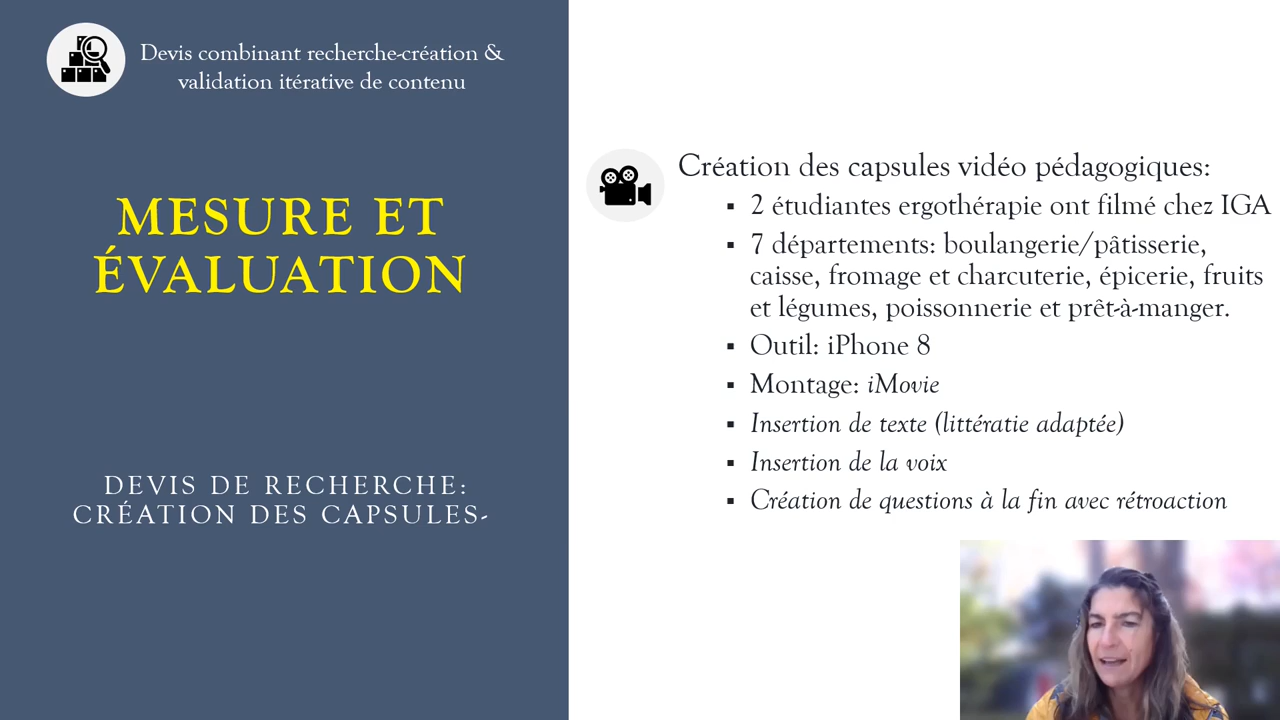 Devis combinant recherche-création &
validation itérative de contenu
MESURE ET
ÉVALUATION
DEVIS DE RECHERCHE:
CRÉATION DES CAPSULES-
Création des capsules vidéo pédagogiques:
▪ 2 étudiantes ergothérapie ont filmé chez IGA
▪ 7 départements: boulangerie/pâtisserie,
caisse, fromage et charcuterie, épicerie, fruits
et légumes, poissonnerie et prêt-à-manger.
▪ Outil: iPhone 8
▪ Montage: iMovie
▪ Insertion de texte (littératie adaptée)
▪ Insertion de la voix
▪ Création de questions à la fin avec rétroaction